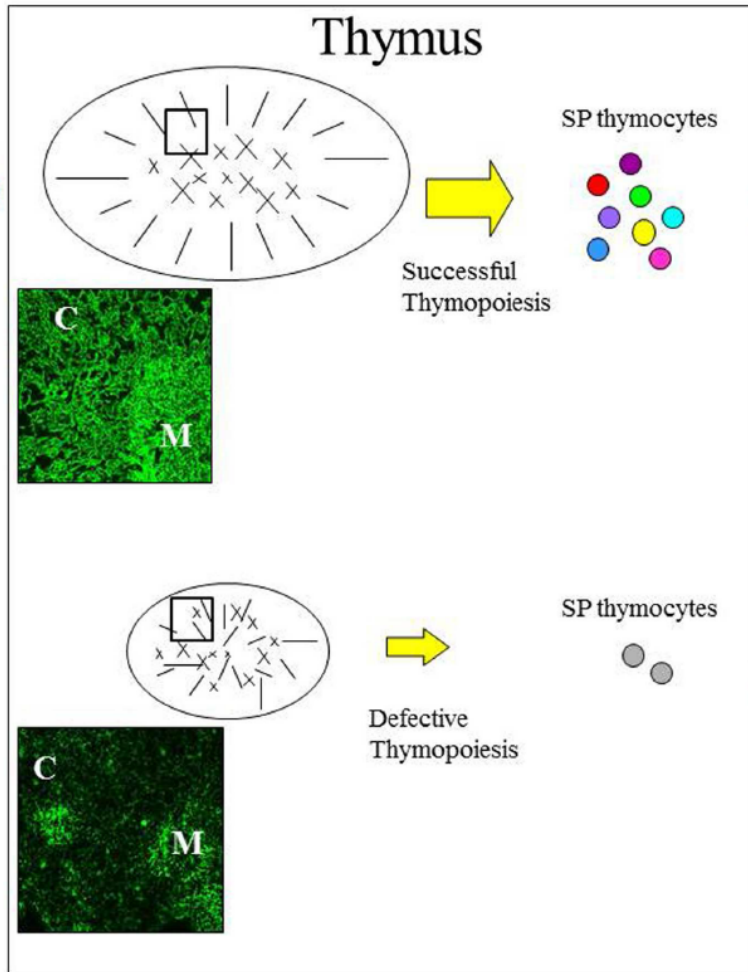 Thymus
SP thymocytes
Successful
Thymopoiesis
C
M
SP thymocytes
Defective
Thymopoiesis
C
M